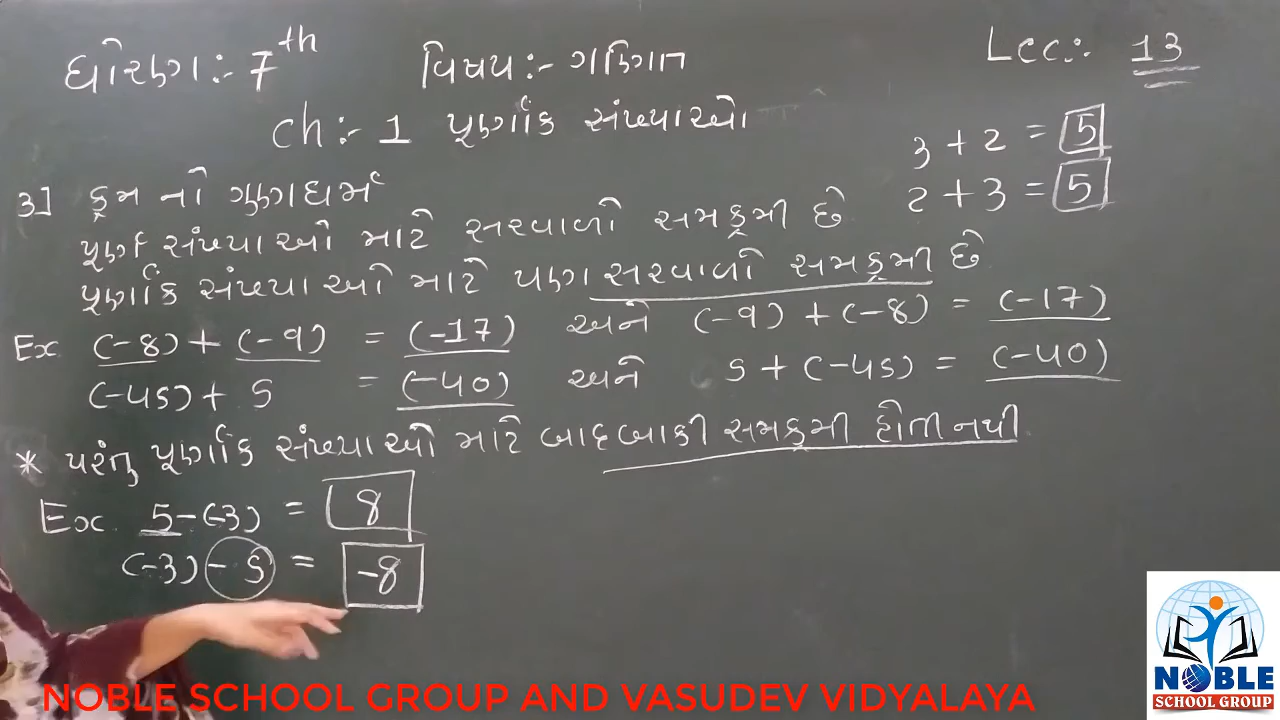 ધોરણ :- 7th વિષય :- ગણિત Lec :- 13
ch :- 1 પૂર્ણાંક સંખ્યાઓ
3 + 2 = 5
2 + 3 = 5
3] ક્રમ નો ગુણધર્મ
પૂર્ણ સંખ્યાઓ માટે સરવાળો સમક્રમી છે
પૂર્ણાંક સંખ્યાઓ માટે પણ સરવાળો સમક્રમી છે
Ex (-8) + (-9) = (-17) અને (-9) + (-8) = (-17)
(-45) + 5 = (-40) અને 5 + (-45) = (-40)
* પરંતુ પૂર્ણાંક સંખ્યાઓ માટે બાદબાકી સમક્રમી હોતી નથી
Ex. 5 - (-3) = 8
(-3) - 5 = -8
NOBLE SCHOOL GROUP
NOBLE SCHOOL GROUP AND VASUDEV VIDYALAYA